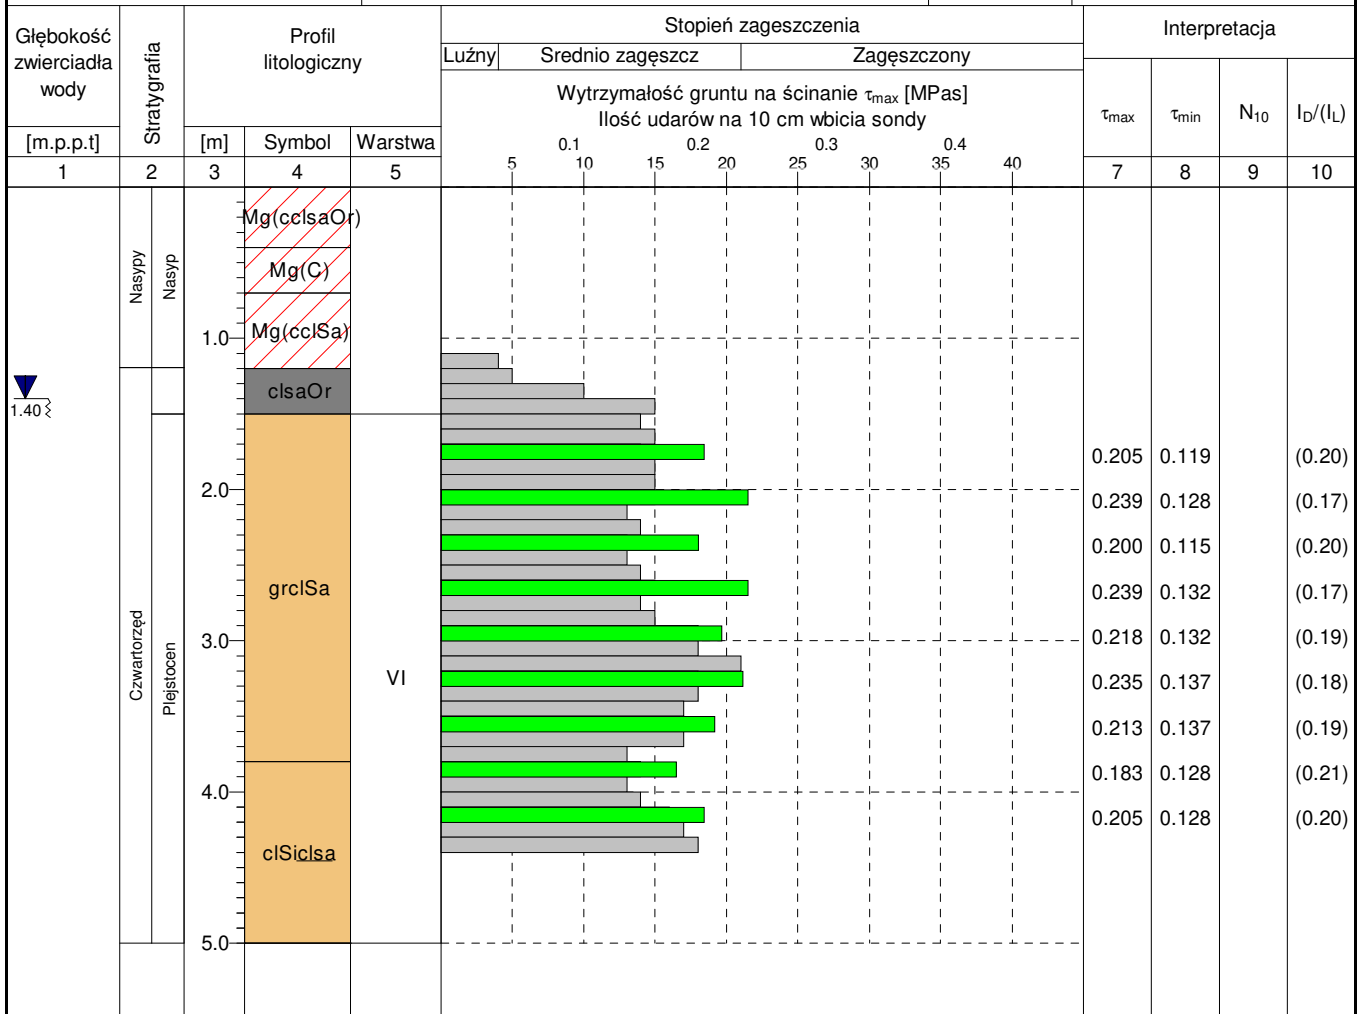 Głębokość
zwierciadła
wody
[m.p.p.t]
Stratygrafia
Profil
litologiczny
[m] Symbol Warstwa
Stopień zagęszczenia
Luźny Srednio zagęszcz Zagęszczony
Wytrzymałość gruntu na ścinanie τmax [MPas]
Ilość udarów na 10 cm wbicia sondy
0.1 0.2 0.3 0.4
5 10 15 20 25 30 35 40
Interpretacja
τmax τmin N10 ID/(IL)
1 2 3 4 5 7 8 9 10
Nasypy
Nasyp
Mg(cclsaOr)
Mg(C)
Mg(cclSa)
1.0
clsaOr
1.40
0.205 0.119 (0.20)
2.0
0.239 0.128 (0.17)
0.200 0.115 (0.20)
grclSa
0.239 0.132 (0.17)
3.0
0.218 0.132 (0.19)
Czwartorzęd
Plejstocen
VI
0.235 0.137 (0.18)
0.213 0.137 (0.19)
0.183 0.128 (0.21)
4.0
0.205 0.128 (0.20)
clSiclsa
5.0